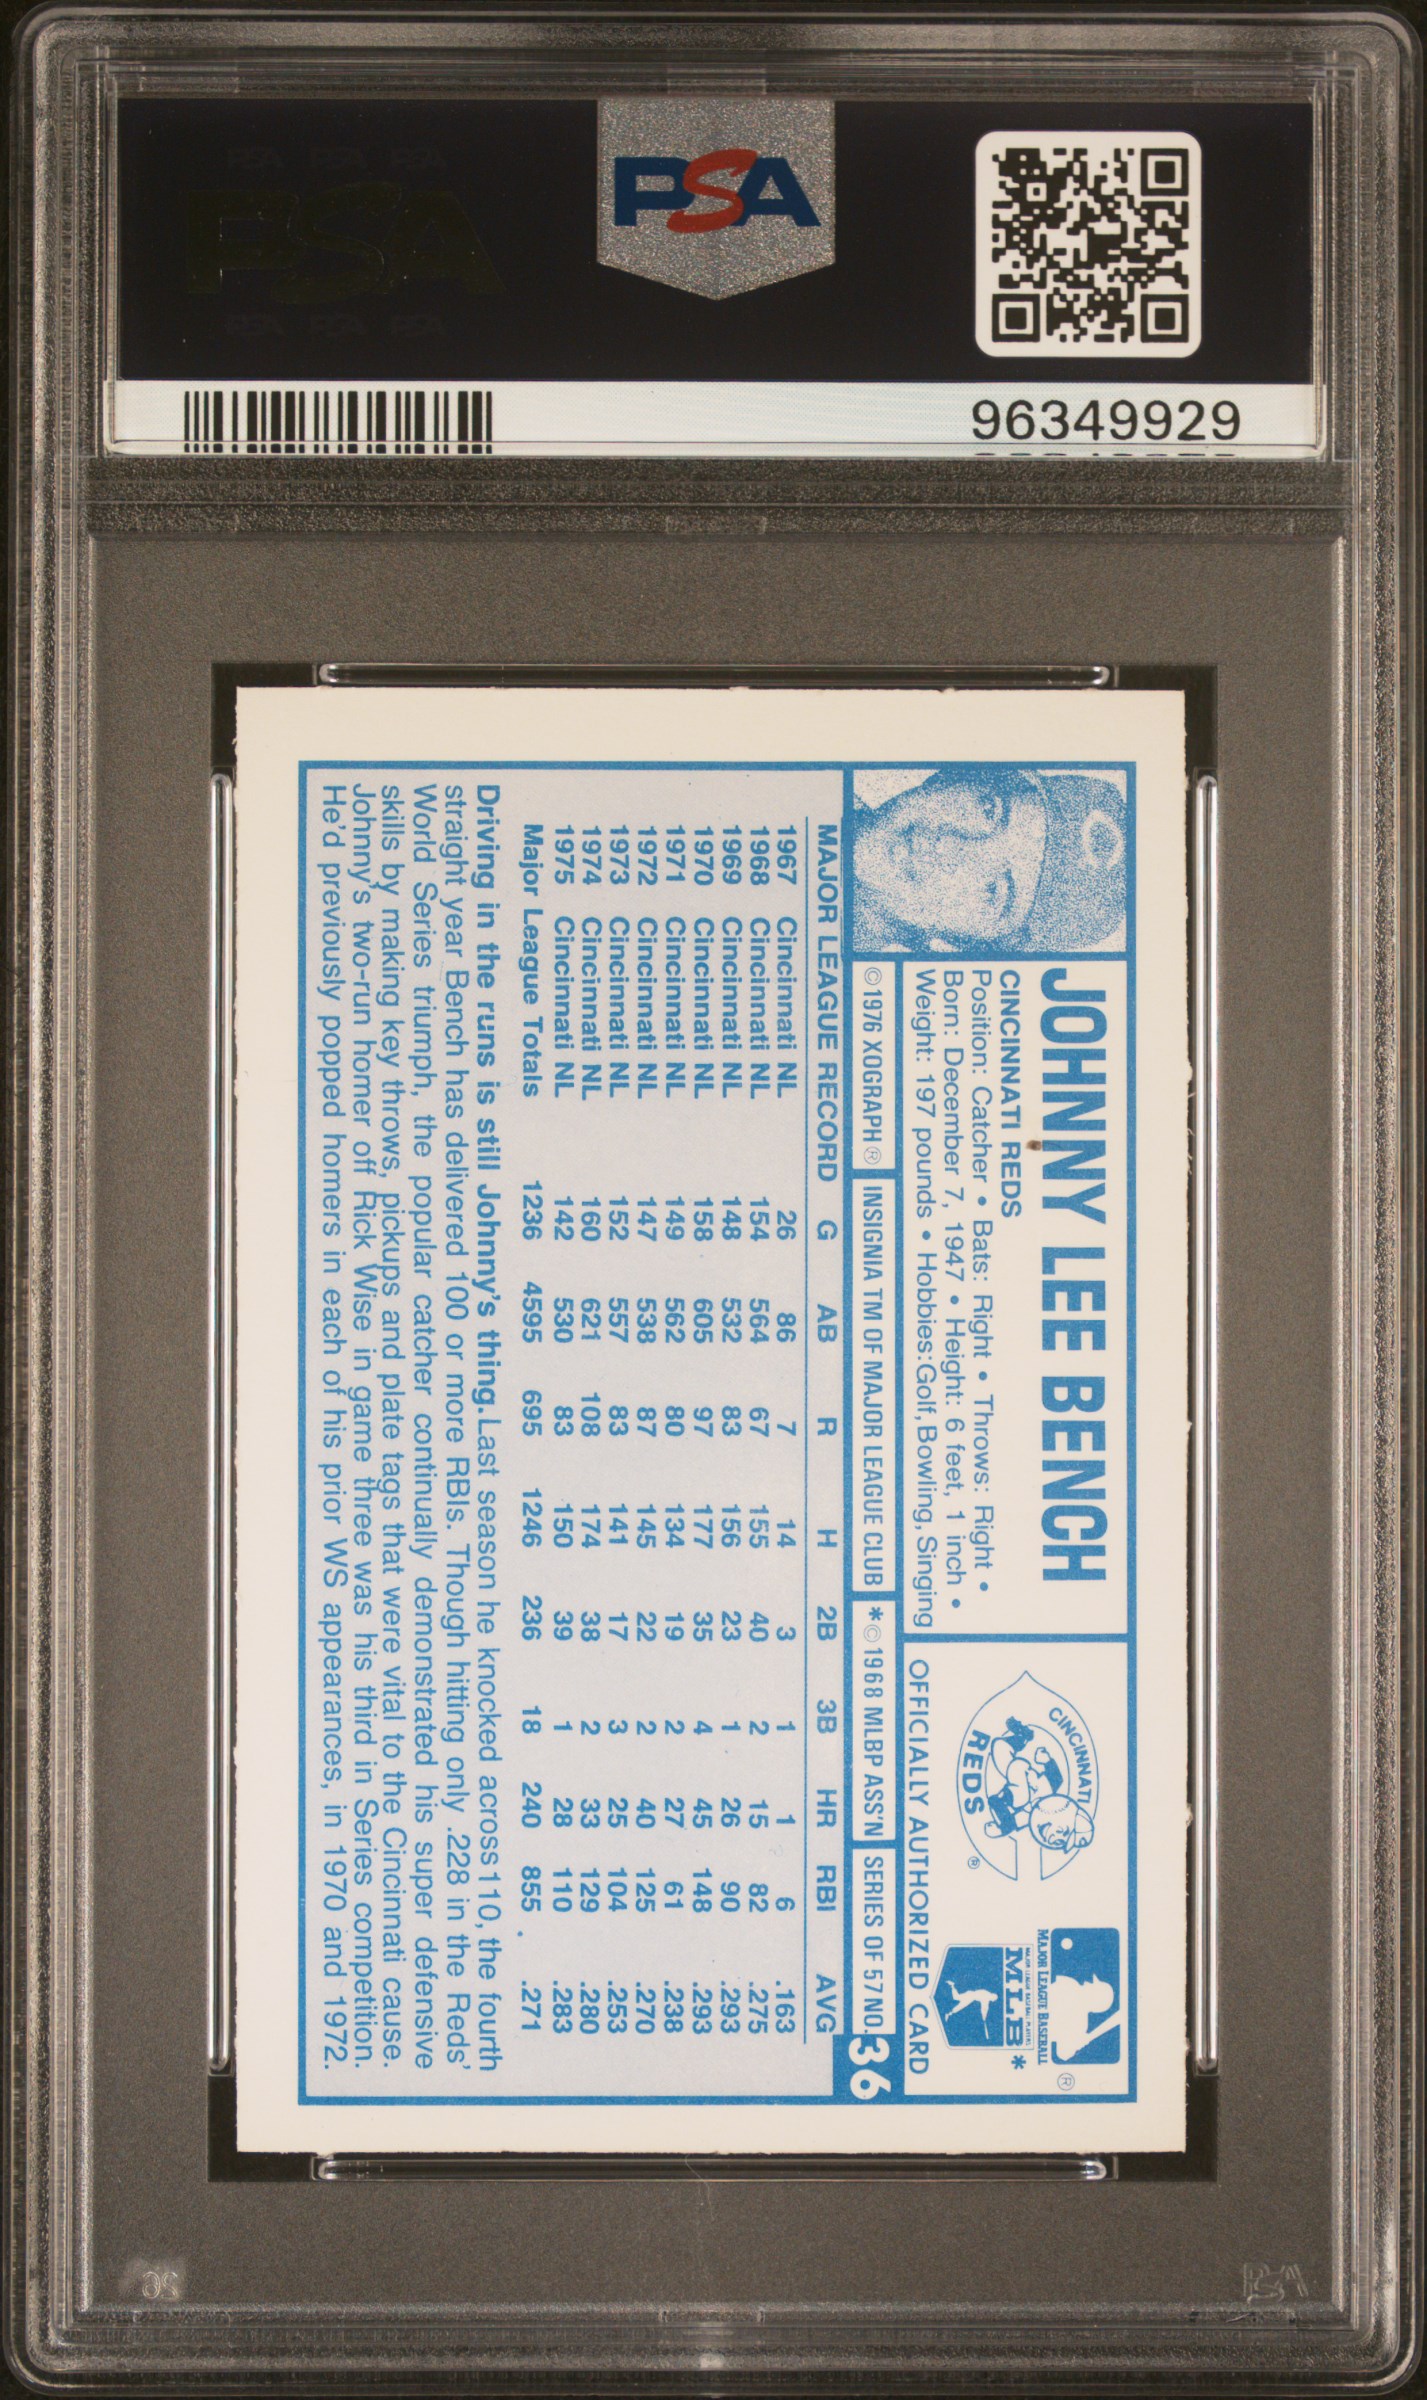 PSA
PSA
96349929
JOHNNY LEE BENCH
CINCINNATI REDS
Position: Catcher • Bats: Right • Throws: Right •
Born: December 7, 1947 • Height: 6 feet, 1 inch •
Weight: 197 pounds • Hobbies: Golf, Bowling, Singing
CINCINNATI
REDS
®
MAJOR LEAGUE BASEBALL
®
MLB*
OFFICIALLY AUTHORIZED CARD
©1976 XOGRAPH® INSIGNIA TM OF MAJOR LEAGUE CLUB *©1968 MLBP ASS'N SERIES OF 57 NO. 36
MAJOR LEAGUE RECORD G AB R H 2B 3B HR RBI AVG
1967 Cincinnati NL 26 86 7 14 3 1 1 6 .163
1968 Cincinnati NL 154 564 67 155 40 2 15 82 .275
1969 Cincinnati NL 148 532 83 156 23 1 26 90 .293
1970 Cincinnati NL 158 605 97 177 35 4 45 148 .293
1971 Cincinnati NL 149 562 80 134 19 2 27 61 .238
1972 Cincinnati NL 147 538 87 145 22 2 40 125 .270
1973 Cincinnati NL 152 557 83 141 17 3 25 104 .253
1974 Cincinnati NL 160 621 108 174 38 2 33 129 .280
1975 Cincinnati NL 142 530 83 150 39 1 28 110 .283
Major League Totals 1236 4595 695 1246 236 18 240 855 .271
Driving in the runs is still Johnny's thing. Last season he knocked across 110, the fourth
straight year Bench has delivered 100 or more RBIs. Though hitting only .228 in the Reds'
World Series triumph, the popular catcher continually demonstrated his super defensive
skills by making key throws, pickups and plate tags that were vital to the Cincinnati cause.
Johnny's two-run homer off Rick Wise in game three was his third in Series competition.
He'd previously popped homers in each of his prior WS appearances, in 1970 and 1972.
PSA